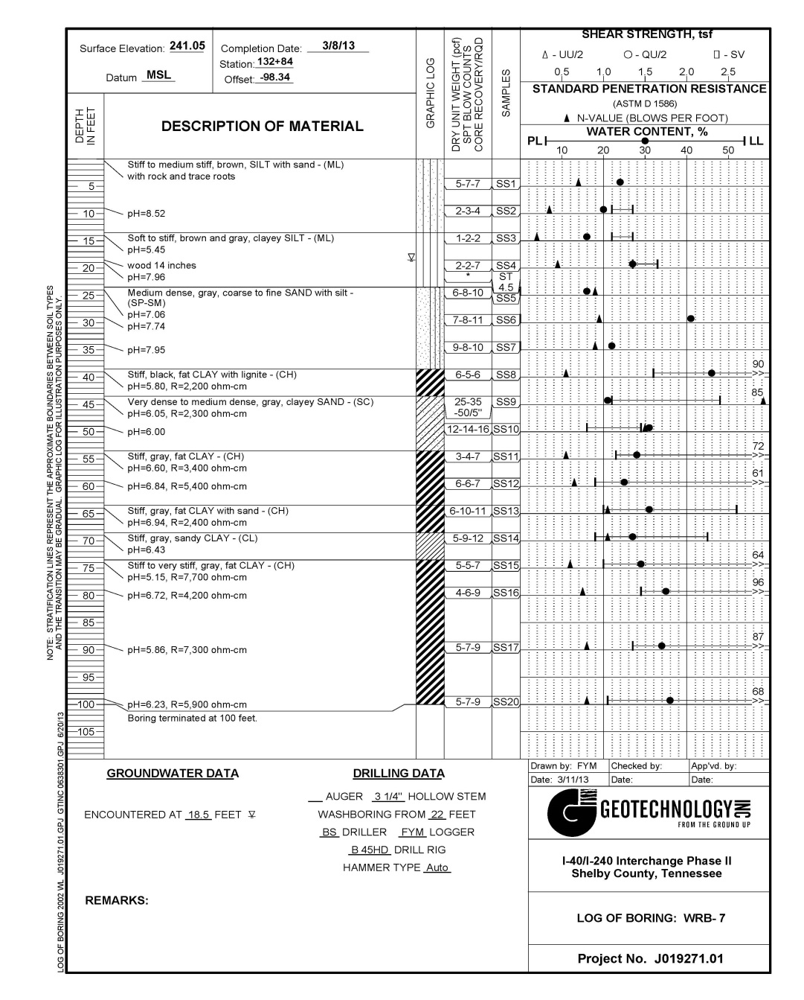 Surface Elevation: 241.05
Completion Date: 3/8/13
Station: 132+84
Datum MSL
Offset: -98.34
DEPTH
IN FEET
DESCRIPTION OF MATERIAL
GRAPHIC LOG
DRY UNIT WEIGHT (pcf)
SPT BLOW COUNTS
CORE RECOVERY/RQD
SAMPLES
SHEAR STRENGTH, tsf
Δ - UU/2 ○ - QU/2 □ - SV
0.5 1.0 1.5 2.0 2.5
STANDARD PENETRATION RESISTANCE
(ASTM D 1586)
▲ N-VALUE (BLOWS PER FOOT)
WATER CONTENT, %
PL LL
10 20 30 40 50
Stiff to medium stiff, brown, SILT with sand - (ML)
with rock and trace roots
5 5-7-7 SS1
10 pH=8.52 2-3-4 SS2
Soft to stiff, brown and gray, clayey SILT - (ML)
15 1-2-2 SS3
pH=5.45
wood 14 inches
20 2-2-7 SS4
pH=7.96 * ST
4.5
Medium dense, gray, coarse to fine SAND with silt -
25 6-8-10 SS5
(SP-SM)
pH=7.06
30 pH=7.74 7-8-11 SS6
35 pH=7.95 9-8-10 SS7
Stiff, black, fat CLAY with lignite - (CH) 90
40 6-5-6 SS8 >>
pH=5.80, R=2,200 ohm-cm
Very dense to medium dense, gray, clayey SAND - (SC) 85
45 25-35 SS9
pH=6.05, R=2,300 ohm-cm -50/5"
50 pH=6.00 12-14-16 SS10
Stiff, gray, fat CLAY - (CH) 72
55 3-4-7 SS11 >>
pH=6.60, R=3,400 ohm-cm
61
60 pH=6.84, R=5,400 ohm-cm 6-6-7 SS12 >>
Stiff, gray, fat CLAY with sand - (CH)
65 6-10-11 SS13
pH=6.94, R=2,400 ohm-cm
Stiff, gray, sandy CLAY - (CL)
70 5-9-12 SS14
pH=6.43
Stiff to very stiff, gray, fat CLAY - (CH) 64
75 5-5-7 SS15 >>
pH=5.15, R=7,700 ohm-cm
96
80 pH=6.72, R=4,200 ohm-cm 4-6-9 SS16 >>
85
87
90 pH=5.86, R=7,300 ohm-cm 5-7-9 SS17 >>
95
68
100 pH=6.23, R=5,900 ohm-cm 5-7-9 SS20 >>
Boring terminated at 100 feet.
105
NOTE: STRATIFICATION LINES REPRESENT THE APPROXIMATE BOUNDARIES BETWEEN SOIL TYPES
AND THE TRANSITION MAY BE GRADUAL. GRAPHIC LOG FOR ILLUSTRATION PURPOSES ONLY.
LOG OF BORING 2002 WL J019271.01.GPJ GTINC 0638301.GPJ 6/20/13
GROUNDWATER DATA
ENCOUNTERED AT 18.5 FEET
REMARKS:
DRILLING DATA
___ AUGER 3 1/4" HOLLOW STEM
WASHBORING FROM 22 FEET
BS DRILLER FYM LOGGER
B 45HD DRILL RIG
HAMMER TYPE Auto
Drawn by: FYM Checked by: App'vd. by:
Date: 3/11/13 Date: Date:
GEOTECHNOLOGY INC
FROM THE GROUND UP
I-40/I-240 Interchange Phase II
Shelby County, Tennessee
LOG OF BORING: WRB- 7
Project No. J019271.01